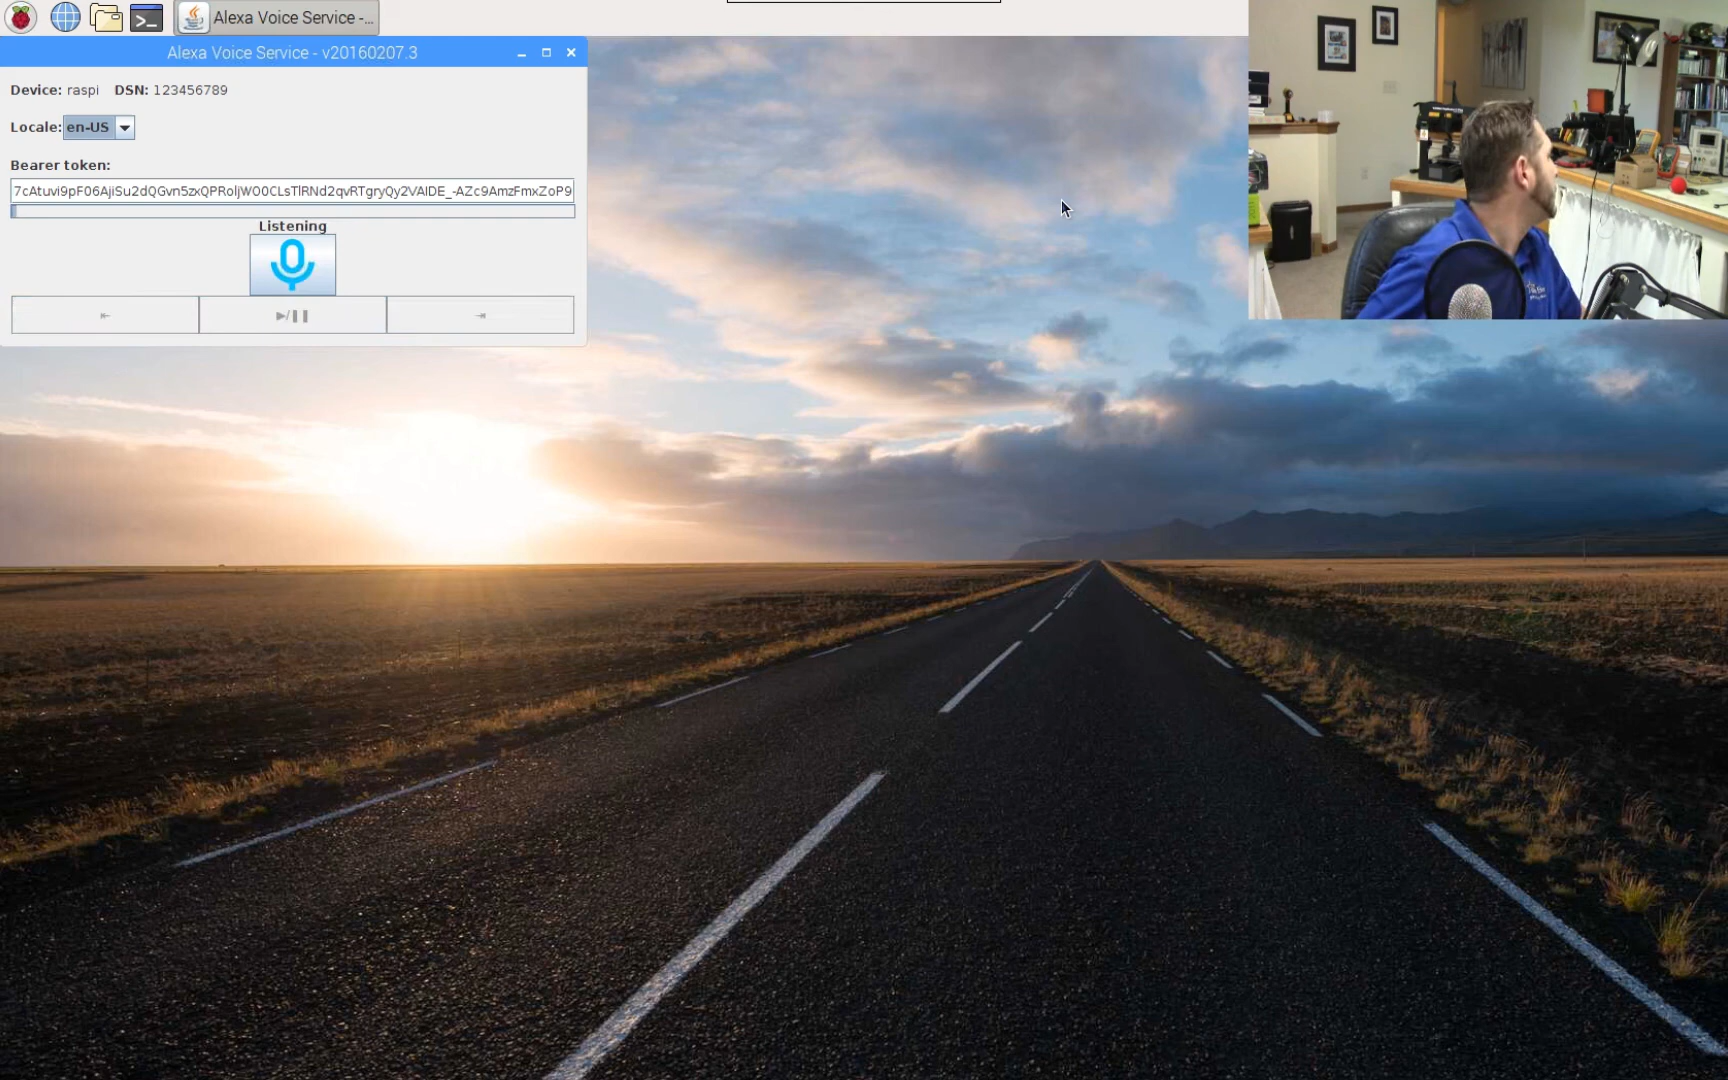 Alexa Voice Service -...
Alexa Voice Service - v20160207.3
Device: raspi DSN: 123456789
Locale: en-US
Bearer token:
7cAtuvi9pF06AjiSu2dQGvn5zxQPRoljWO0CLsTlRNd2qvRTgryQy2VAIDE_-AZc9AmzFmxZoP9
Listening